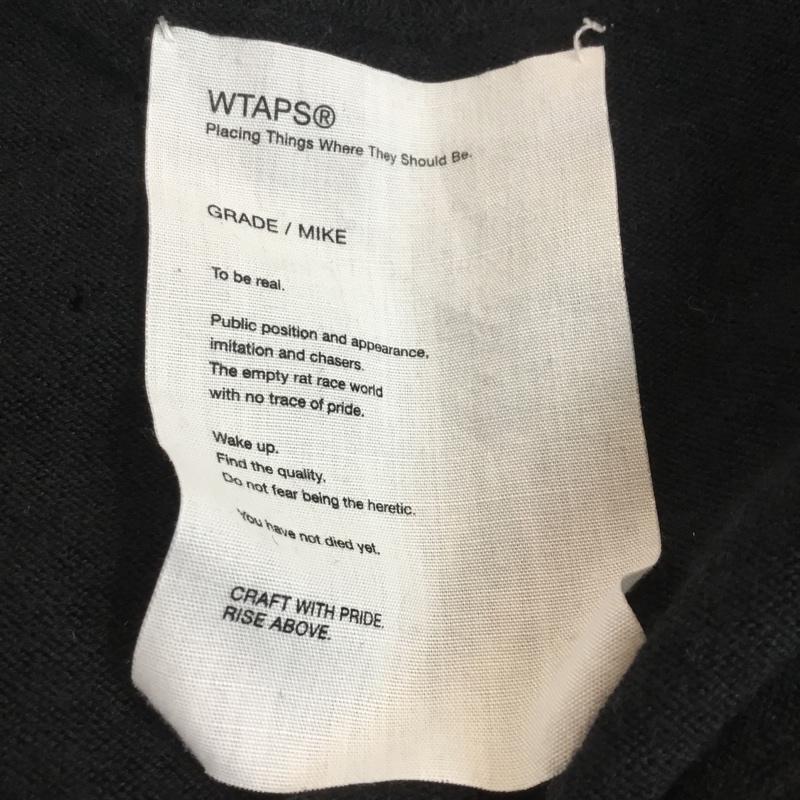 WTAPS®
Placing Things Where They Should Be.
GRADE / MIKE
To be real.
Public position and appearance,
imitation and chasers.
The empty rat race world
with no trace of pride.
Wake up.
Find the quality.
Do not fear being the heretic.
You have not died yet.
CRAFT WITH PRIDE.
RISE ABOVE.